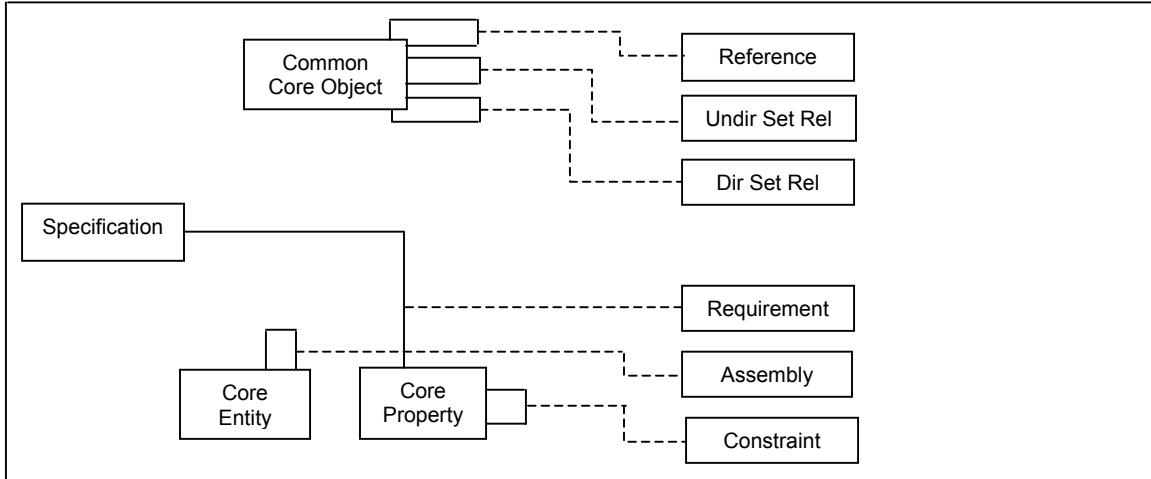 Common
Core Object
Reference
Undir Set Rel
Dir Set Rel
Specification
Requirement
Assembly
Core
Entity
Core
Property
Constraint